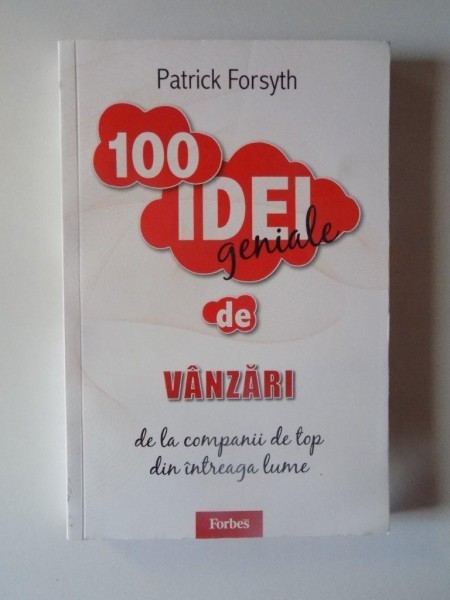 Patrick Forsyth
100
IDEI
geniale
de
VÂNZĂRI
de la companii de top
din întreaga lume
Forbes